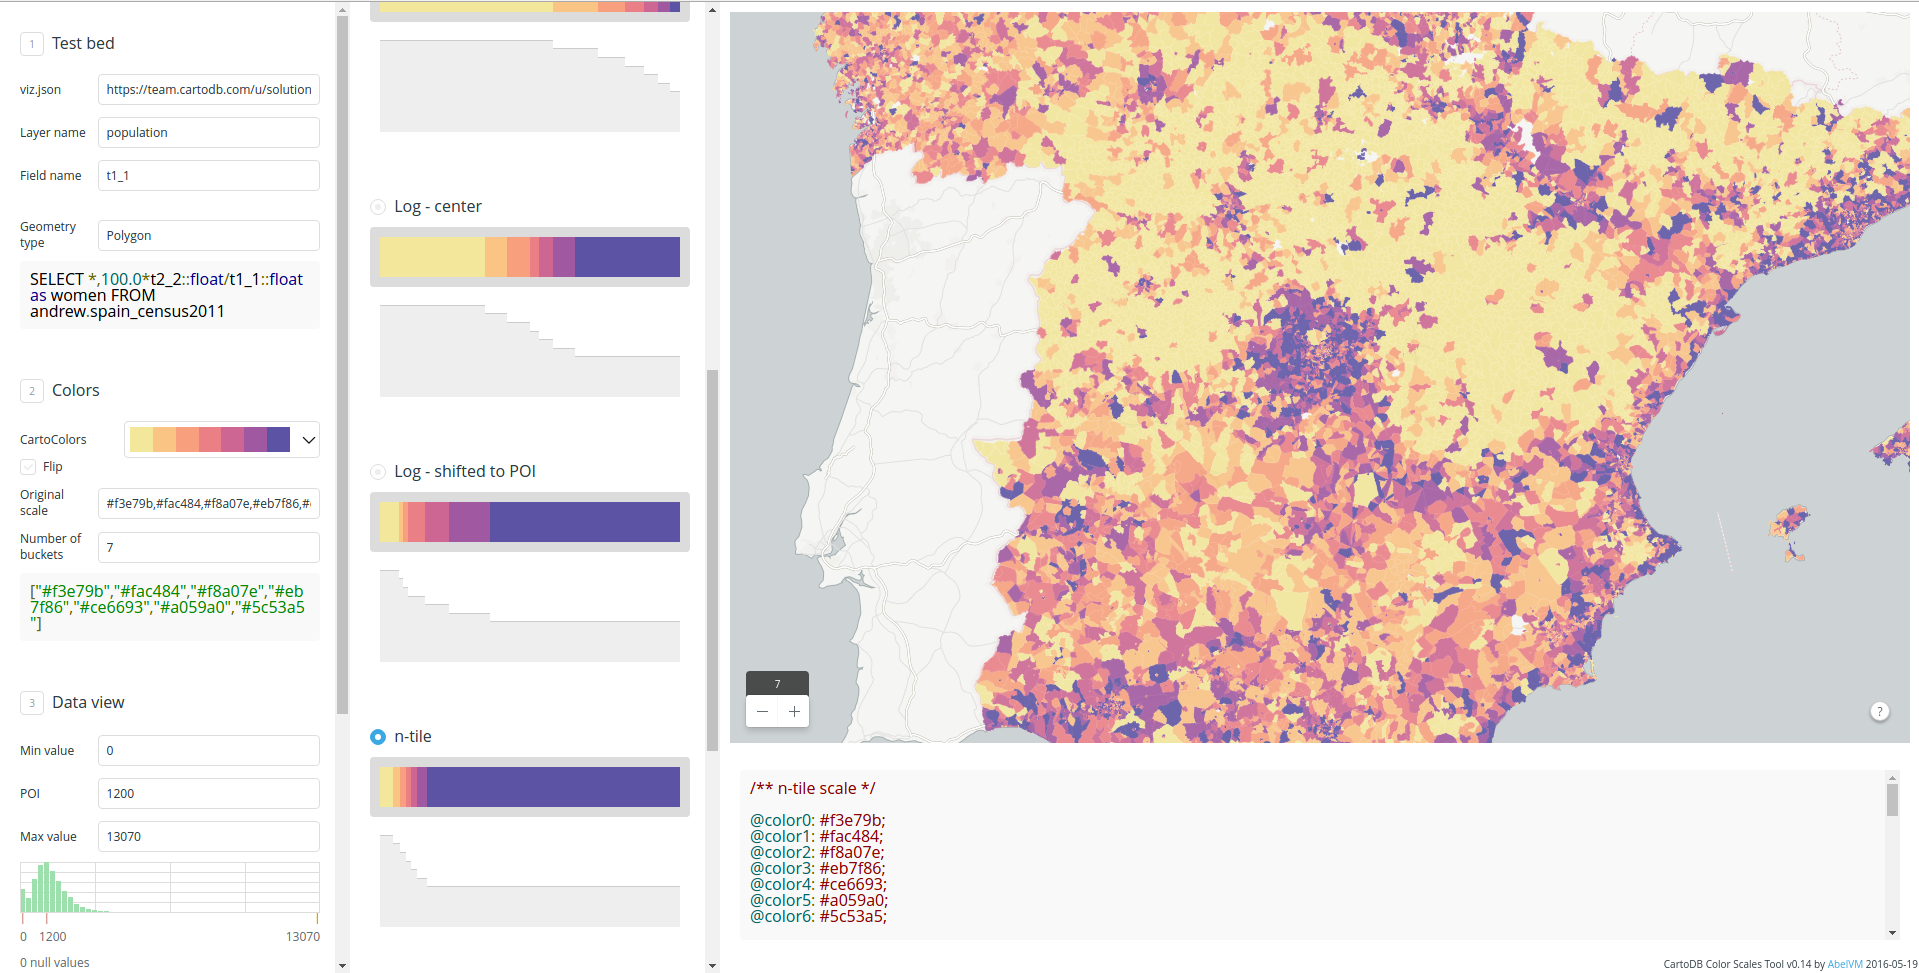 1 Test bed
viz.json https://team.cartodb.com/u/solution
Layer name population
Field name t1_1
Geometry
type
Polygon
SELECT *,100.0*t2_2::float/t1_1::float
as women FROM
andrew.spain_census2011
2 Colors
CartoColors
Flip
Original
scale
#f3e79b,#fac484,#f8a07e,#eb7f86,#
Number of
buckets
7
["#f3e79b","#fac484","#f8a07e","#eb
7f86","#ce6693","#a059a0","#5c53a5
"]
3 Data view
Min value 0
POI 1200
Max value 13070
0 1200 13070
0 null values
Log - center
Log - shifted to POI
n-tile
7
− +
?
/** n-tile scale */
@color0: #f3e79b;
@color1: #fac484;
@color2: #f8a07e;
@color3: #eb7f86;
@color4: #ce6693;
@color5: #a059a0;
@color6: #5c53a5;
CartoDB Color Scales Tool v0.14 by AbelVM 2016-05-19